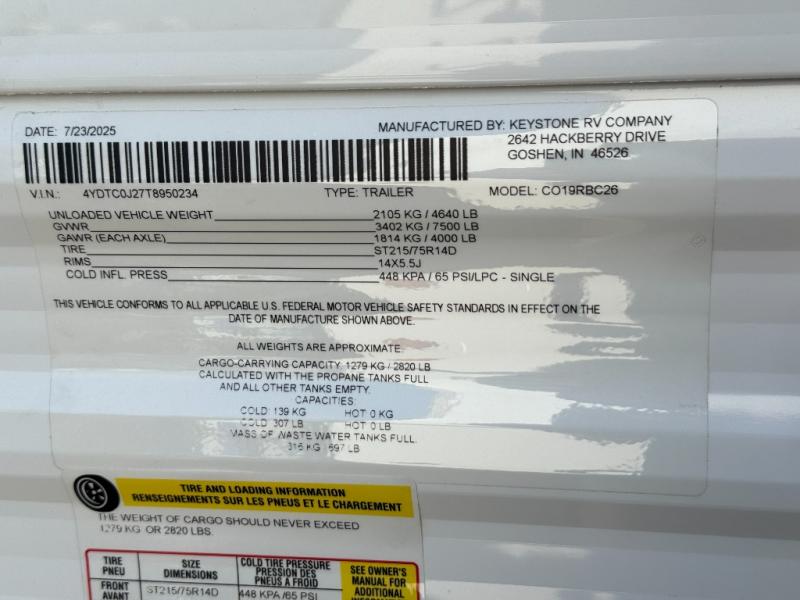 DATE: 7/23/2025
MANUFACTURED BY: KEYSTONE RV COMPANY
2642 HACKBERRY DRIVE
GOSHEN, IN 46526
V.I.N.: 4YDTC0J27T8950234 TYPE: TRAILER MODEL: CO19RBC26
UNLOADED VEHICLE WEIGHT 2105 KG / 4640 LB
GVWR 3402 KG / 7500 LB
GAWR (EACH AXLE) 1814 KG / 4000 LB
TIRE ST215/75R14D
RIMS 14X5.5J
COLD INFL. PRESS 448 KPA / 65 PSI/LPC - SINGLE
THIS VEHICLE CONFORMS TO ALL APPLICABLE U.S. FEDERAL MOTOR VEHICLE SAFETY STANDARDS IN EFFECT ON THE
DATE OF MANUFACTURE SHOWN ABOVE.
ALL WEIGHTS ARE APPROXIMATE.
CARGO-CARRYING CAPACITY: 1279 KG / 2820 LB
CALCULATED WITH THE PROPANE TANKS FULL
AND ALL OTHER TANKS EMPTY.
CAPACITIES:
COLD: 139 KG HOT: 0 KG
COLD: 307 LB HOT: 0 LB
MASS OF WASTE WATER TANKS FULL.
316 KG / 697 LB
TIRE AND LOADING INFORMATION
RENSEIGNEMENTS SUR LES PNEUS ET LE CHARGEMENT
THE WEIGHT OF CARGO SHOULD NEVER EXCEED
1279 KG OR 2820 LBS.
TIRE
PNEU
SIZE
DIMENSIONS
COLD TIRE PRESSURE
PRESSION DES
PNEUS A FROID
SEE OWNER'S
MANUAL FOR
ADDITIONAL
FRONT
AVANT
ST215/75R14D
448 KPA /65 PSI